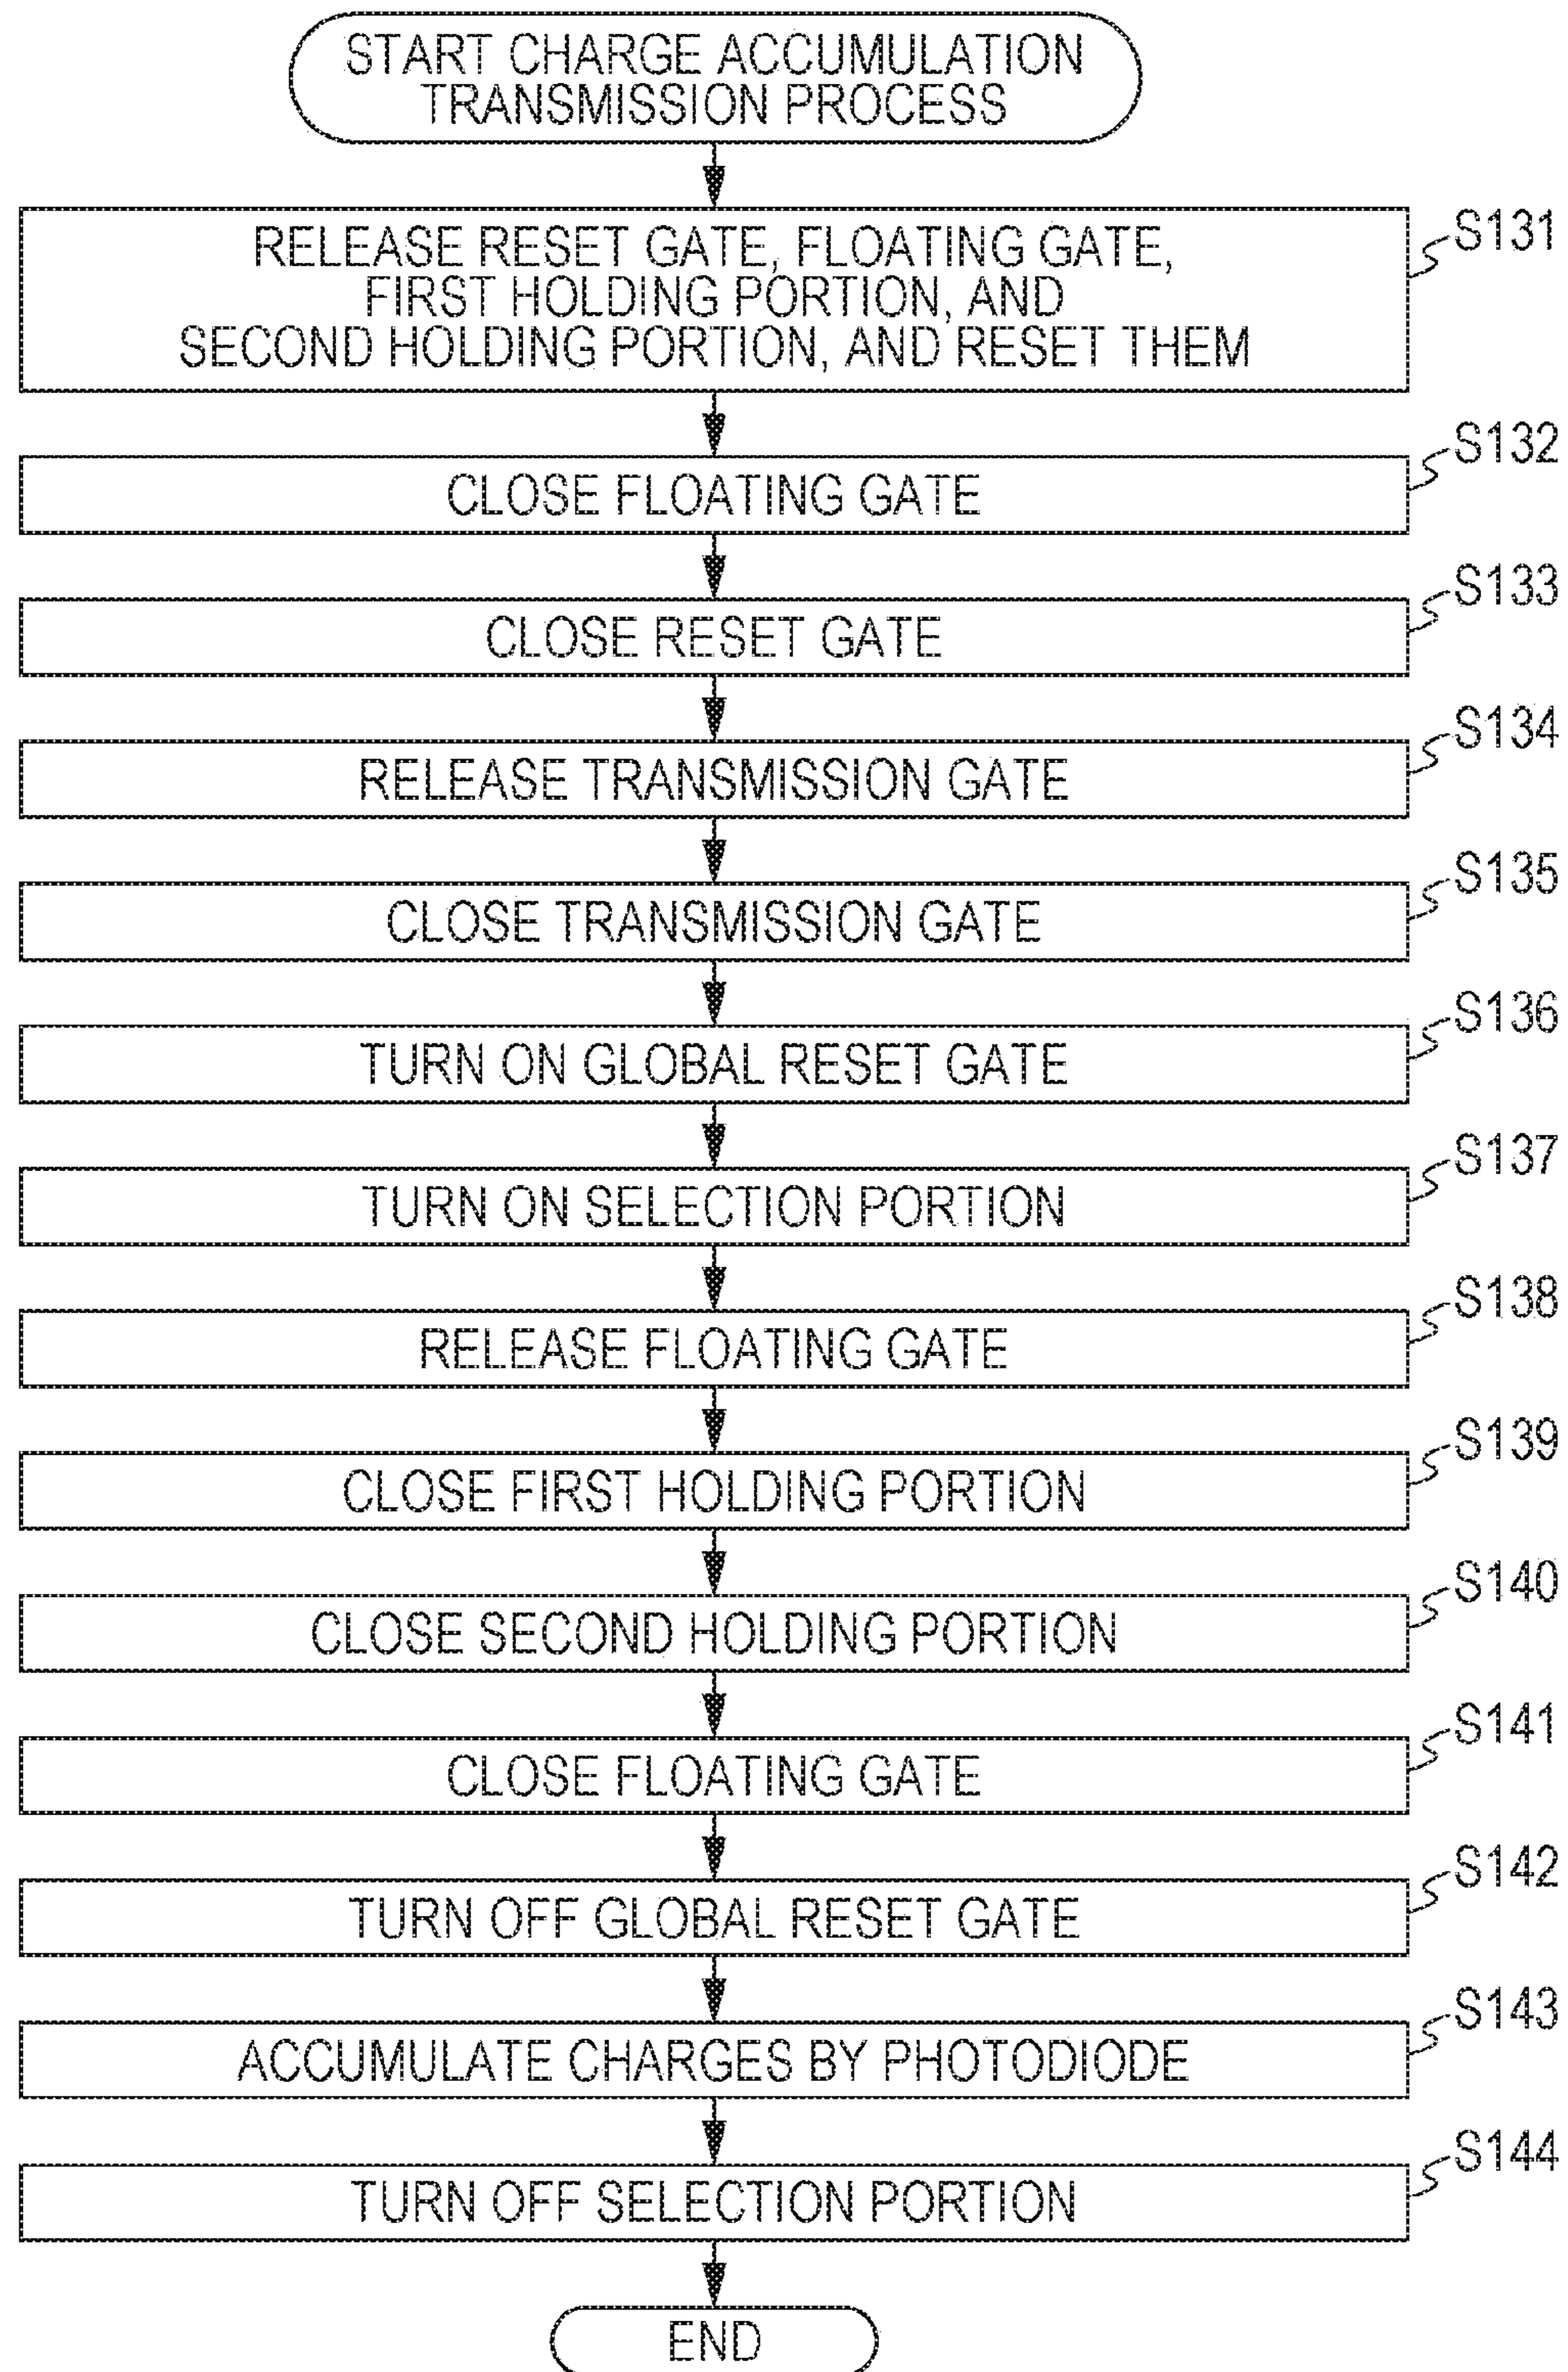 START CHARGE ACCUMULATION
TRANSMISSION PROCESS
RELEASE RESET GATE, FLOATING GATE,
FIRST HOLDING PORTION, AND
SECOND HOLDING PORTION, AND RESET THEM
S131
CLOSE FLOATING GATE
S132
CLOSE RESET GATE
S133
RELEASE TRANSMISSION GATE
S134
CLOSE TRANSMISSION GATE
S135
TURN ON GLOBAL RESET GATE
S136
TURN ON SELECTION PORTION
S137
RELEASE FLOATING GATE
S138
CLOSE FIRST HOLDING PORTION
S139
CLOSE SECOND HOLDING PORTION
S140
CLOSE FLOATING GATE
S141
TURN OFF GLOBAL RESET GATE
S142
ACCUMULATE CHARGES BY PHOTODIODE
S143
TURN OFF SELECTION PORTION
S144
END